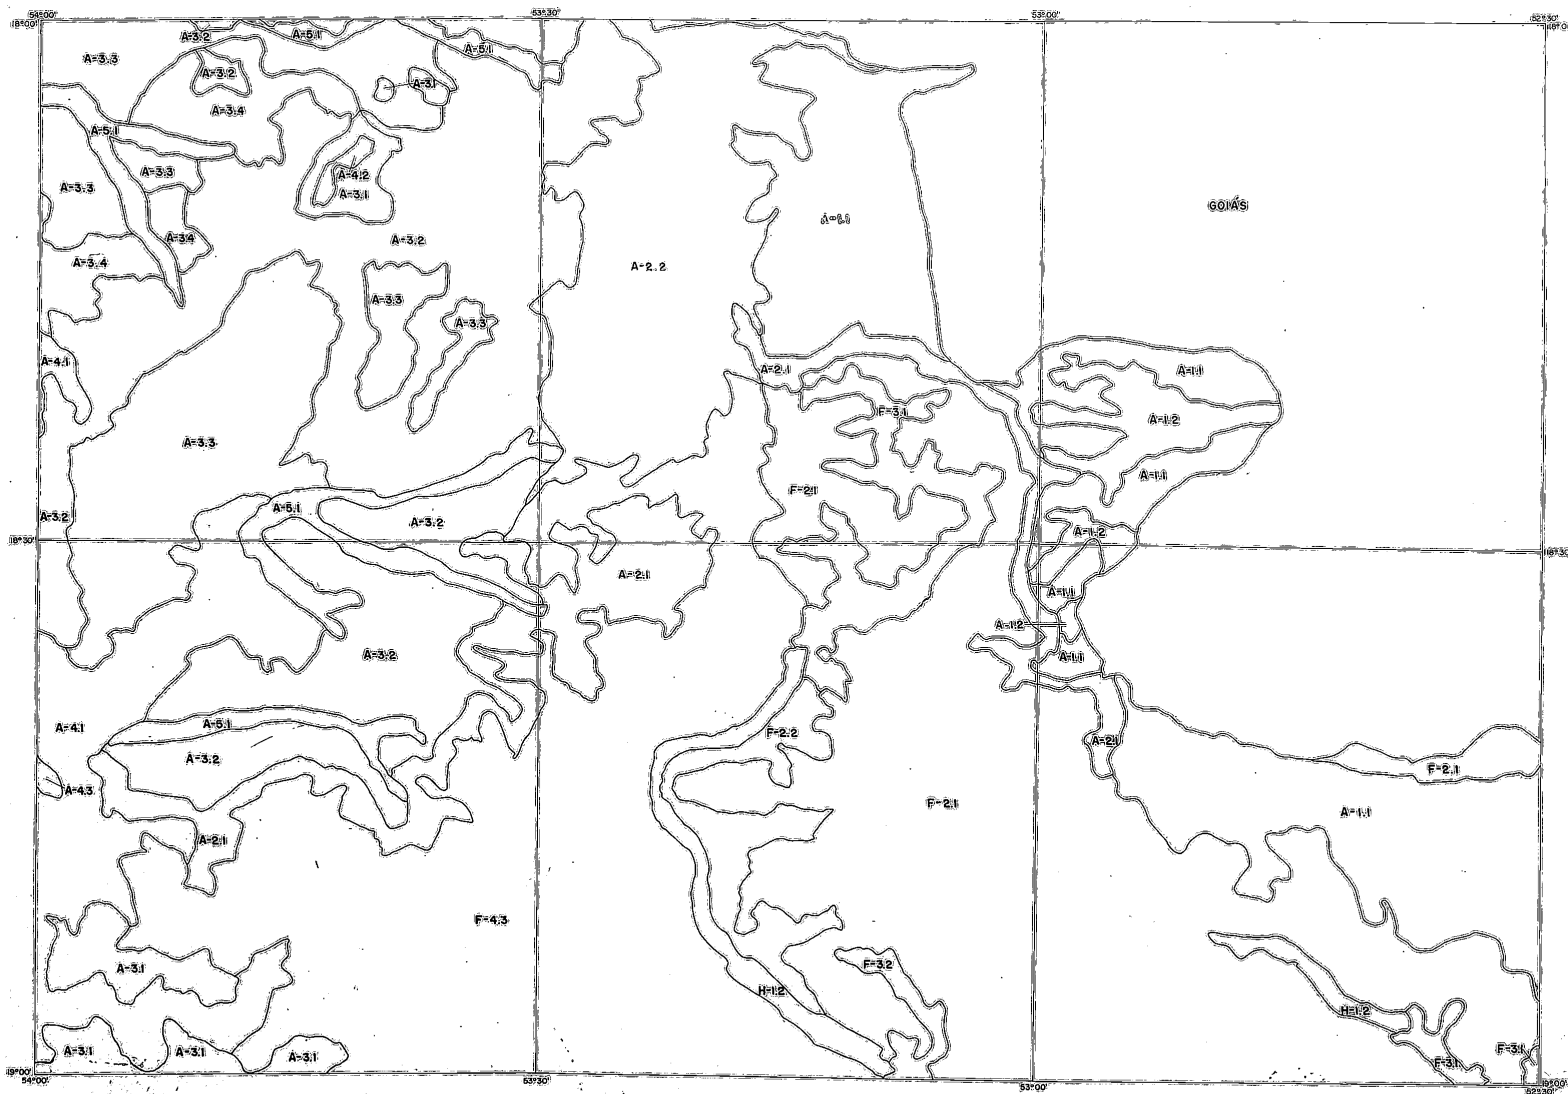 54°00'
53°30'
53°00'
52°30'
18°00'
18°00'
A-3.2
A-5.1
A-5.1
A-3.3
A-3.2
A-3.1
A-3.4
A-5.1
A-3.3
A-4.2
A-3.3
A-3.1
GOIÁS
A-1.1
A-3.4
A-3.2
A-3.4
A-2.2
A-3.3
A-3.3
A-4.1
A-2.1
A-1.1
F-3.1
A-1.2
A-3.3
A-1.1
F-2.1
A-5.1
A-3.2
A-3.2
A-1.2
18°30'
18°30'
A-2.1
A-1.1
A-1.2
A-3.2
A-1.1
A-5.1
A-4.1
F-2.2
A-2.1
A-3.2
F-2.1
A-4.3
F-2.1
A-1.1
A-2.1
F-4.3
A-3.1
F-3.2
H-1.2
H-1.2
A-3.1
A-3.1
A-3.1
F-3.1
F-3.1
19°00'
19°00'
54°00'
53°30'
53°00'
52°30'